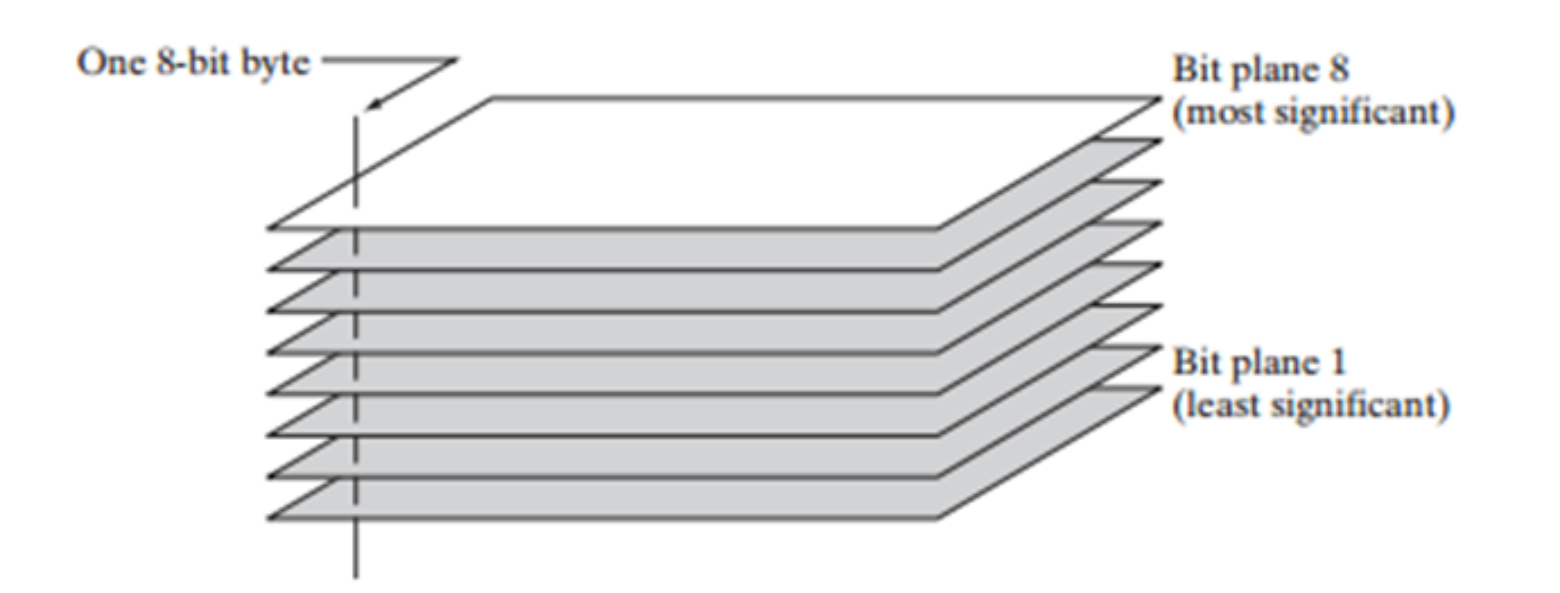 One 8-bit byte
Bit plane 8
(most significant)
Bit plane 1
(least significant)